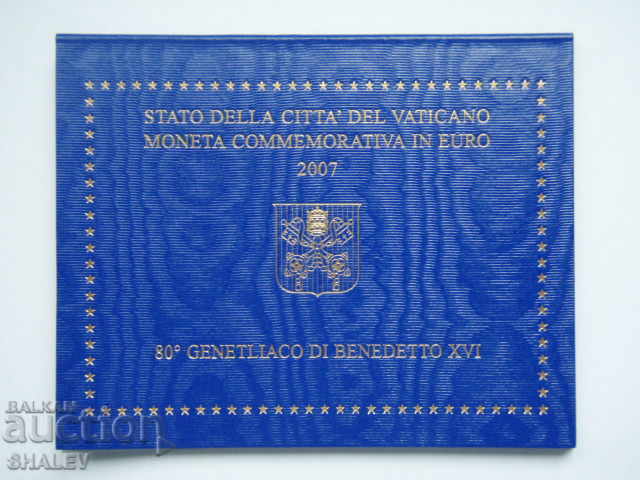 STATO DELLA CITTA' DEL VATICANO
MONETA COMMEMORATIVA IN EURO
2007
80° GENETLIACO DI BENEDETTO XVI
BALKAN
auction
SHALEV